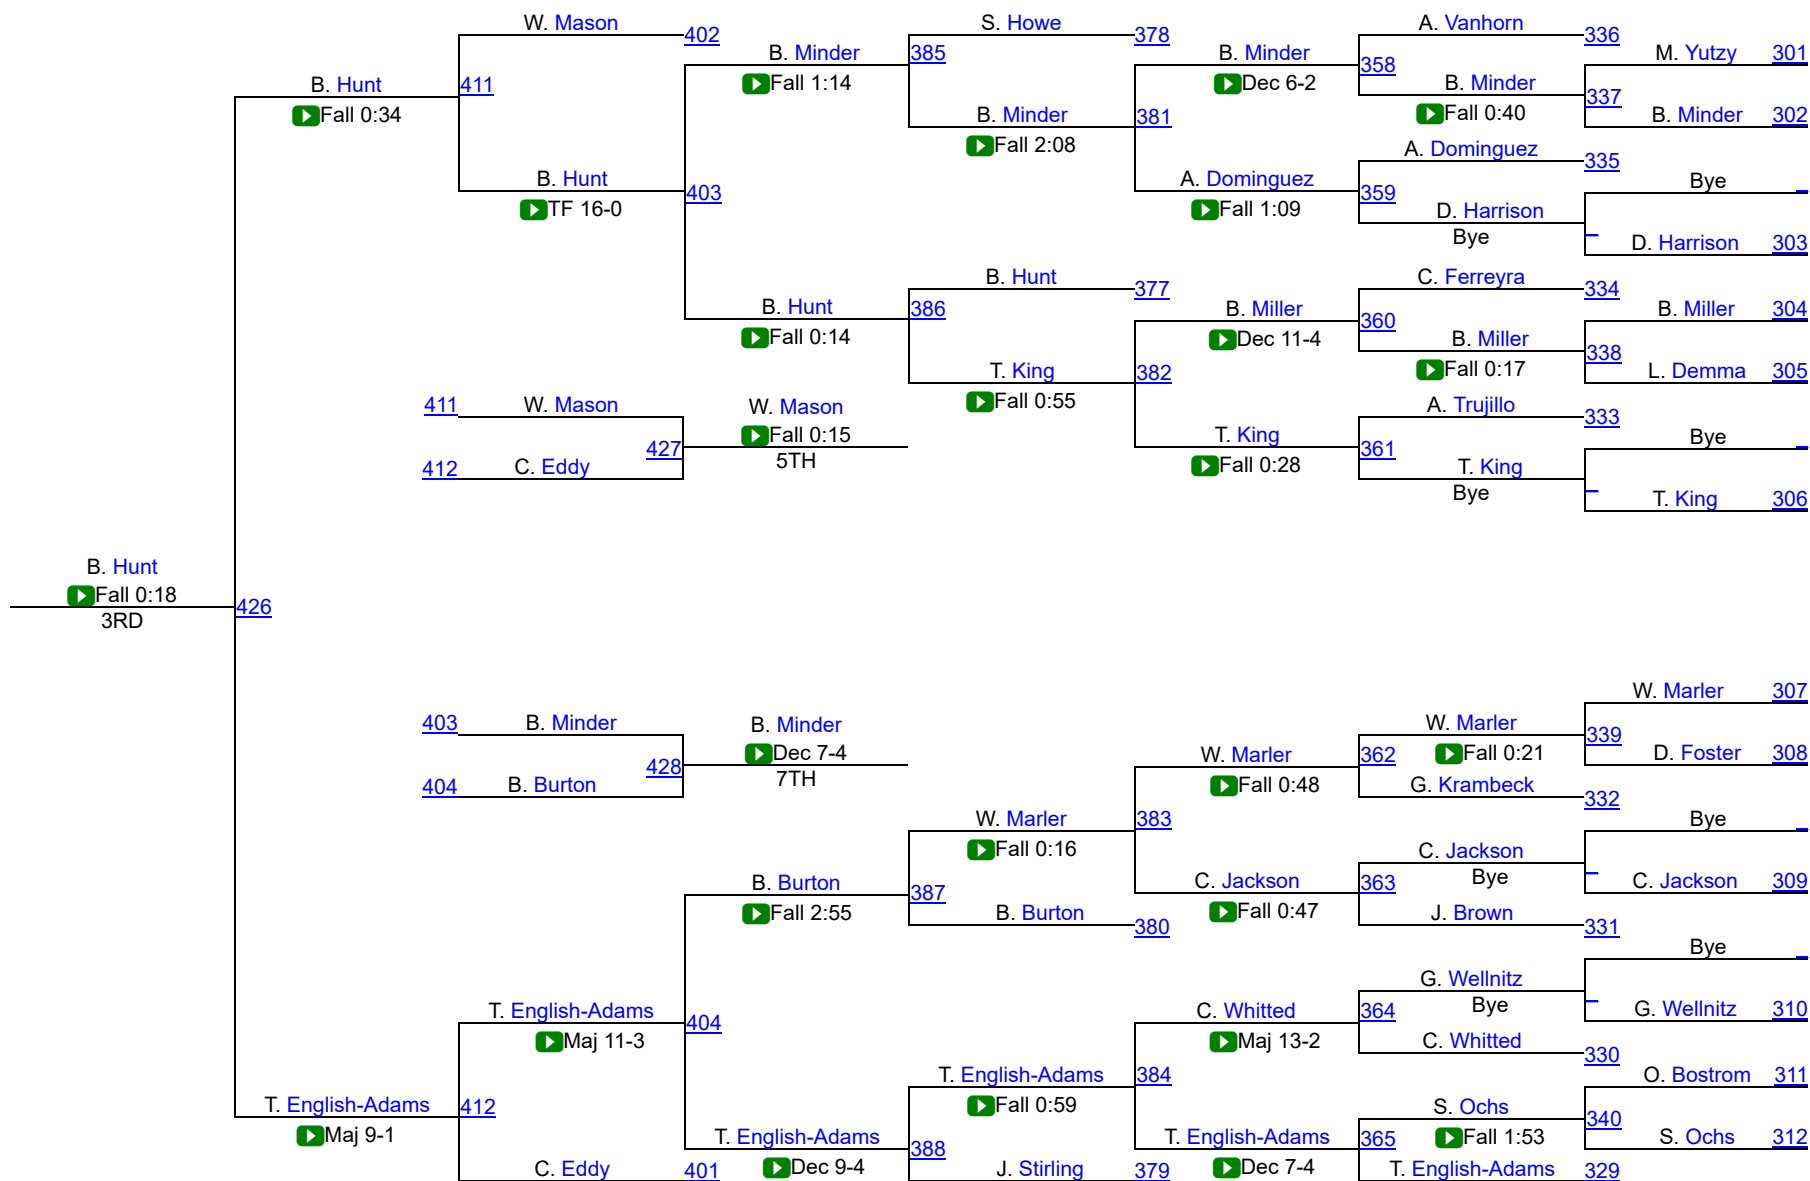 W. Mason 402
S. Howe 378
A. Vanhorn 336
B. Minder 385
B. Minder 358
M. Yutzy 301
B. Hunt 411
Fall 1:14
Dec 6-2
B. Minder 337
Fall 0:34
B. Minder 381
Fall 0:40
B. Minder 302
Fall 2:08
A. Dominguez 335
B. Hunt 403
A. Dominguez 359
Bye
TF 16-0
Fall 1:09
D. Harrison
Bye
D. Harrison 303
B. Hunt 377
C. Ferreyra 334
B. Hunt 386
B. Miller 360
B. Miller 304
Fall 0:14
Dec 11-4
B. Miller 338
T. King 382
Fall 0:17
L. Demma 305
411 W. Mason
W. Mason
Fall 0:55
A. Trujillo 333
Fall 0:15
T. King 361
Bye
427
5TH
412 C. Eddy
Fall 0:28
T. King
Bye
T. King 306
B. Hunt
Fall 0:18
426
3RD
W. Marler 307
403 B. Minder
B. Minder
W. Marler 339
Dec 7-4
W. Marler 362
Fall 0:21
D. Foster 308
428
7TH
404 B. Burton
Fall 0:48
G. Krambeck 332
W. Marler 383
Bye
Fall 0:16
C. Jackson
B. Burton 387
C. Jackson 363
Bye
C. Jackson 309
Fall 2:55
B. Burton 380
Fall 0:47
J. Brown 331
Bye
G. Wellnitz
T. English-Adams 404
C. Whitted 364
Bye
G. Wellnitz 310
Maj 11-3
Maj 13-2
C. Whitted 330
T. English-Adams 384
O. Bostrom 311
T. English-Adams 412
Fall 0:59
S. Ochs 340
Maj 9-1
T. English-Adams 388
T. English-Adams 365
Fall 1:53
S. Ochs 312
C. Eddy 401
Dec 9-4
J. Stirling 379
Dec 7-4
T. English-Adams 329